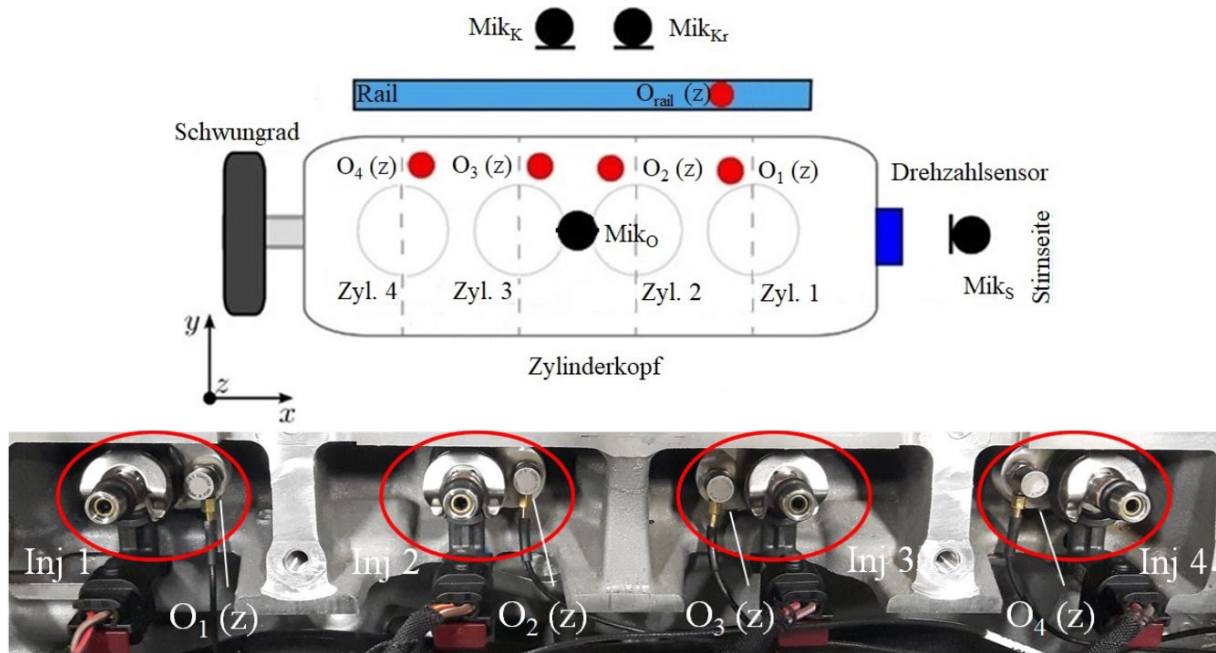 Mik_K
Mik_Kr
Rail
O_rail (z)
Schwungrad
O_4 (z)
O_3 (z)
O_2 (z)
O_1 (z)
Drehzahlsensor
Mik_O
Mik_S
Stirnseite
Zyl. 4
Zyl. 3
Zyl. 2
Zyl. 1
y
z
x
Zylinderkopf
Inj 1
Inj 2
Inj 3
Inj 4
O_1 (z)
O_2 (z)
O_3 (z)
O_4 (z)